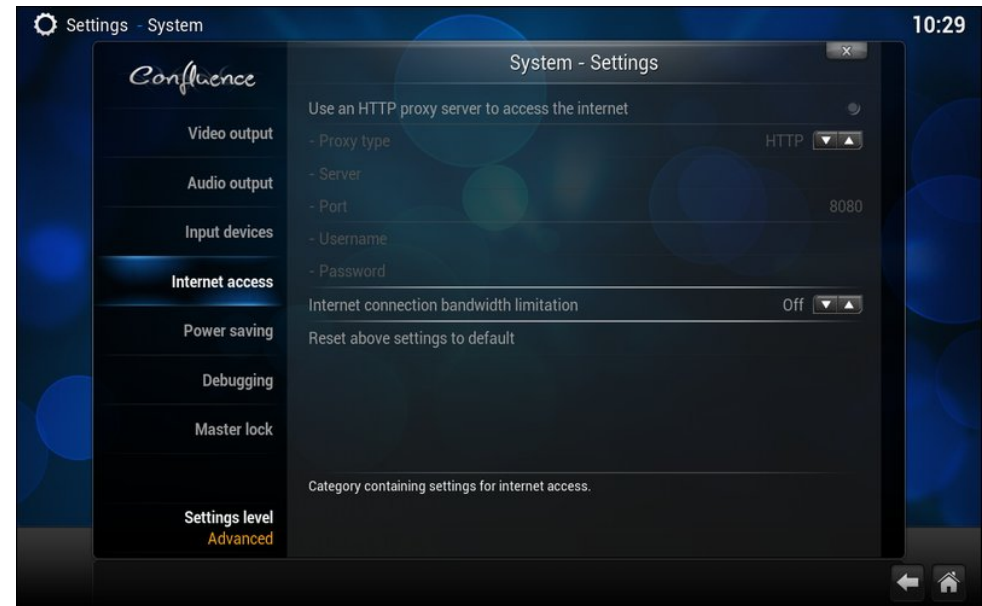 Settings - System
10:29
Confluence
System - Settings
X
Video output
Audio output
Input devices
Internet access
Power saving
Debugging
Master lock
Settings level
Advanced
Use an HTTP proxy server to access the internet
- Proxy type HTTP
- Server
- Port 8080
- Username
- Password
Internet connection bandwidth limitation Off
Reset above settings to default
Category containing settings for internet access.